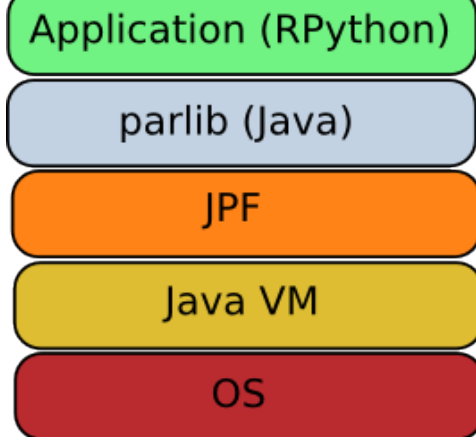 Application (RPython)
parlib (Java)
JPF
Java VM
OS